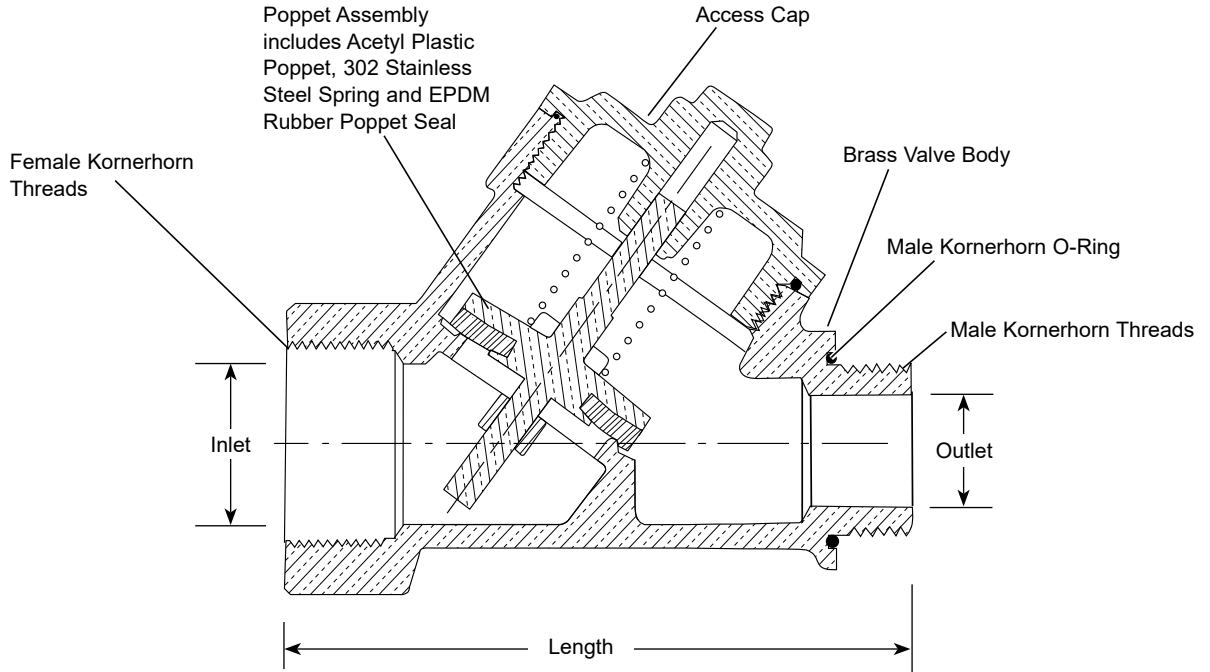 Poppet Assembly
includes Acetyl Plastic
Poppet, 302 Stainless
Steel Spring and EPDM
Rubber Poppet Seal
Access Cap
Female Kornerhorn
Threads
Brass Valve Body
Male Kornerhorn O-Ring
Male Kornerhorn Threads
Inlet
Outlet
Length